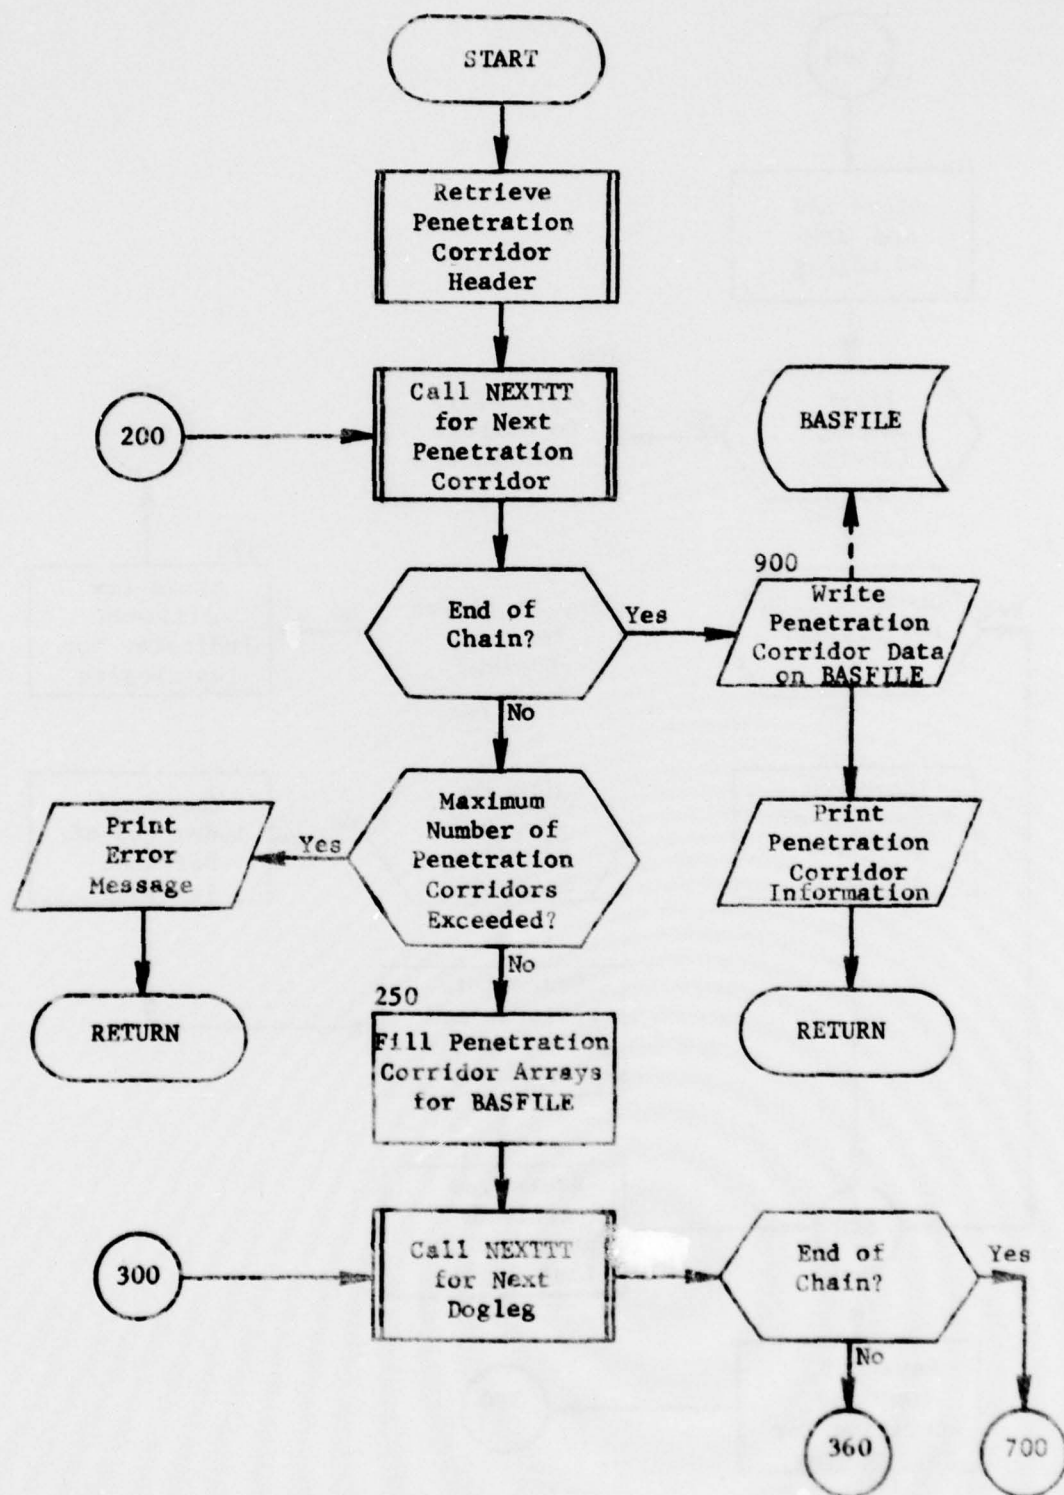 START
Retrieve
Penetration
Corridor
Header
200
Call NEXTTT
for Next
Penetration
Corridor
BASFILE
End of
Chain?
Yes
900
Write
Penetration
Corridor Data
on BASFILE
No
Maximum
Number of
Penetration
Corridors
Exceeded?
Yes
Print
Error
Message
Print
Penetration
Corridor
Information
No
RETURN
250
Fill Penetration
Corridor Arrays
for BASFILE
RETURN
300
Call NEXTTT
for Next
Dogleg
End of
Chain?
Yes
No
360
700